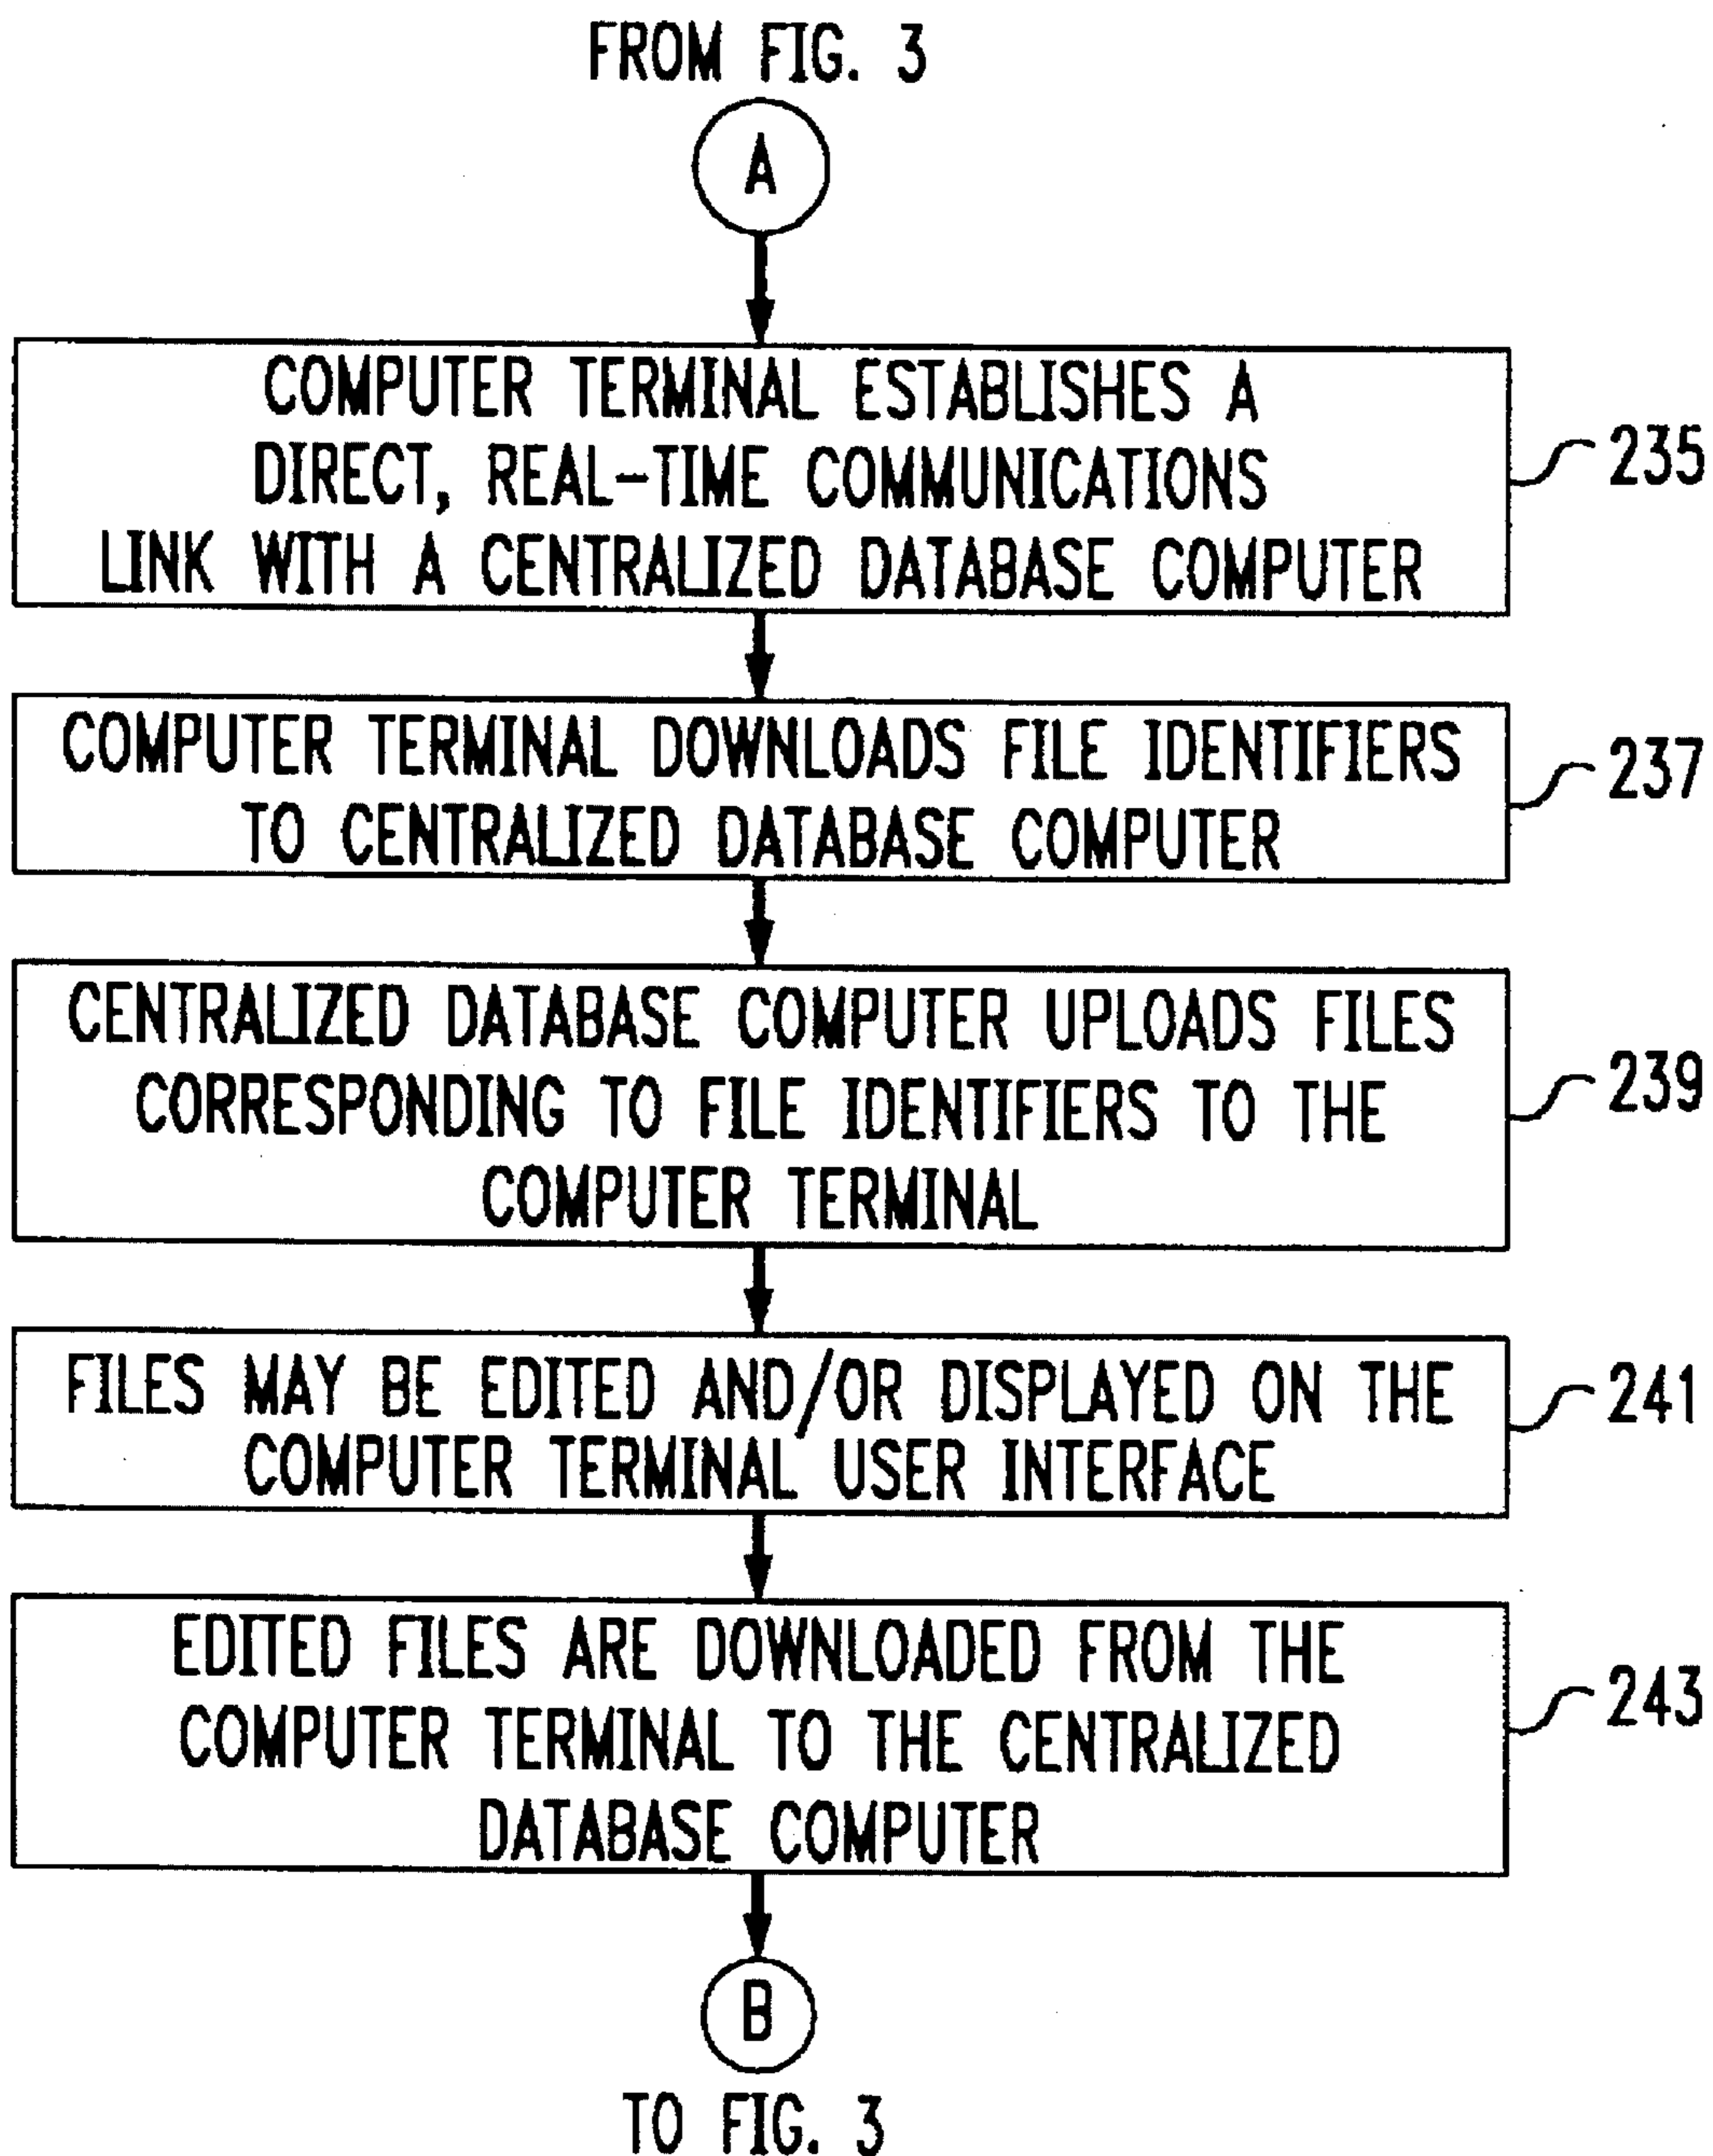 FROM FIG. 3
A
COMPUTER TERMINAL ESTABLISHES A
DIRECT, REAL-TIME COMMUNICATIONS
LINK WITH A CENTRALIZED DATABASE COMPUTER
235
COMPUTER TERMINAL DOWNLOADS FILE IDENTIFIERS
TO CENTRALIZED DATABASE COMPUTER
237
CENTRALIZED DATABASE COMPUTER UPLOADS FILES
CORRESPONDING TO FILE IDENTIFIERS TO THE
COMPUTER TERMINAL
239
FILES MAY BE EDITED AND/OR DISPLAYED ON THE
COMPUTER TERMINAL USER INTERFACE
241
EDITED FILES ARE DOWNLOADED FROM THE
COMPUTER TERMINAL TO THE CENTRALIZED
DATABASE COMPUTER
243
B
TO FIG. 3